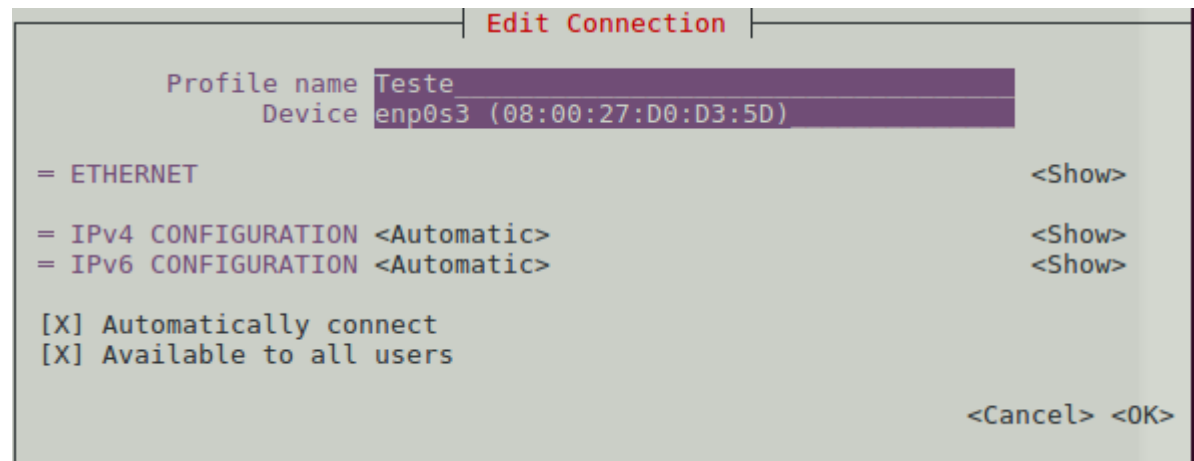 Edit Connection
Profile name Teste
Device enp0s3 (08:00:27:D0:D3:5D)
= ETHERNET <Show>
= IPv4 CONFIGURATION <Automatic> <Show>
= IPv6 CONFIGURATION <Automatic> <Show>
[X] Automatically connect
[X] Available to all users
<Cancel> <OK>